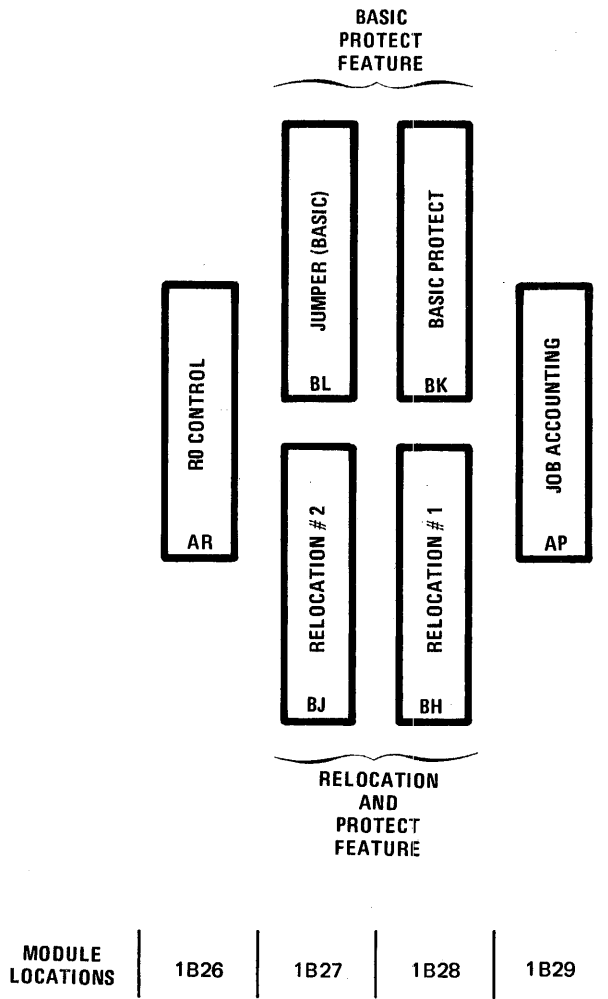 BASIC
PROTECT
FEATURE
JUMPER (BASIC)
BL
BASIC PROTECT
BK
R0 CONTROL
AR
JOB ACCOUNTING
AP
RELOCATION #2
BJ
RELOCATION #1
BH
RELOCATION
AND
PROTECT
FEATURE
MODULE
LOCATIONS
1B26
1B27
1B28
1B29